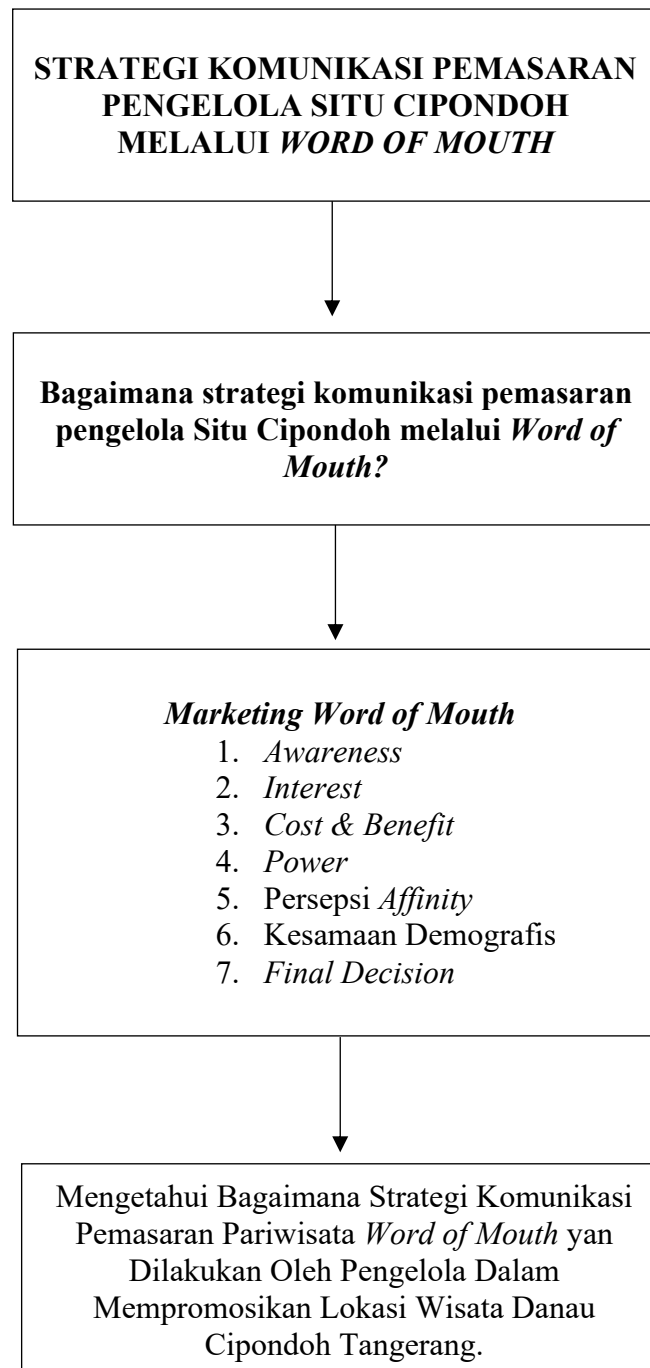 STRATEGI KOMUNIKASI PEMASARAN
PENGELOLA SITU CIPONDOH
MELALUI WORD OF MOUTH
Bagaimana strategi komunikasi pemasaran
pengelola Situ Cipondoh melalui Word of
Mouth?
Marketing Word of Mouth
1. Awareness
2. Interest
3. Cost & Benefit
4. Power
5. Persepsi Affinity
6. Kesamaan Demografis
7. Final Decision
Mengetahui Bagaimana Strategi Komunikasi
Pemasaran Pariwisata Word of Mouth yan
Dilakukan Oleh Pengelola Dalam
Mempromosikan Lokasi Wisata Danau
Cipondoh Tangerang.